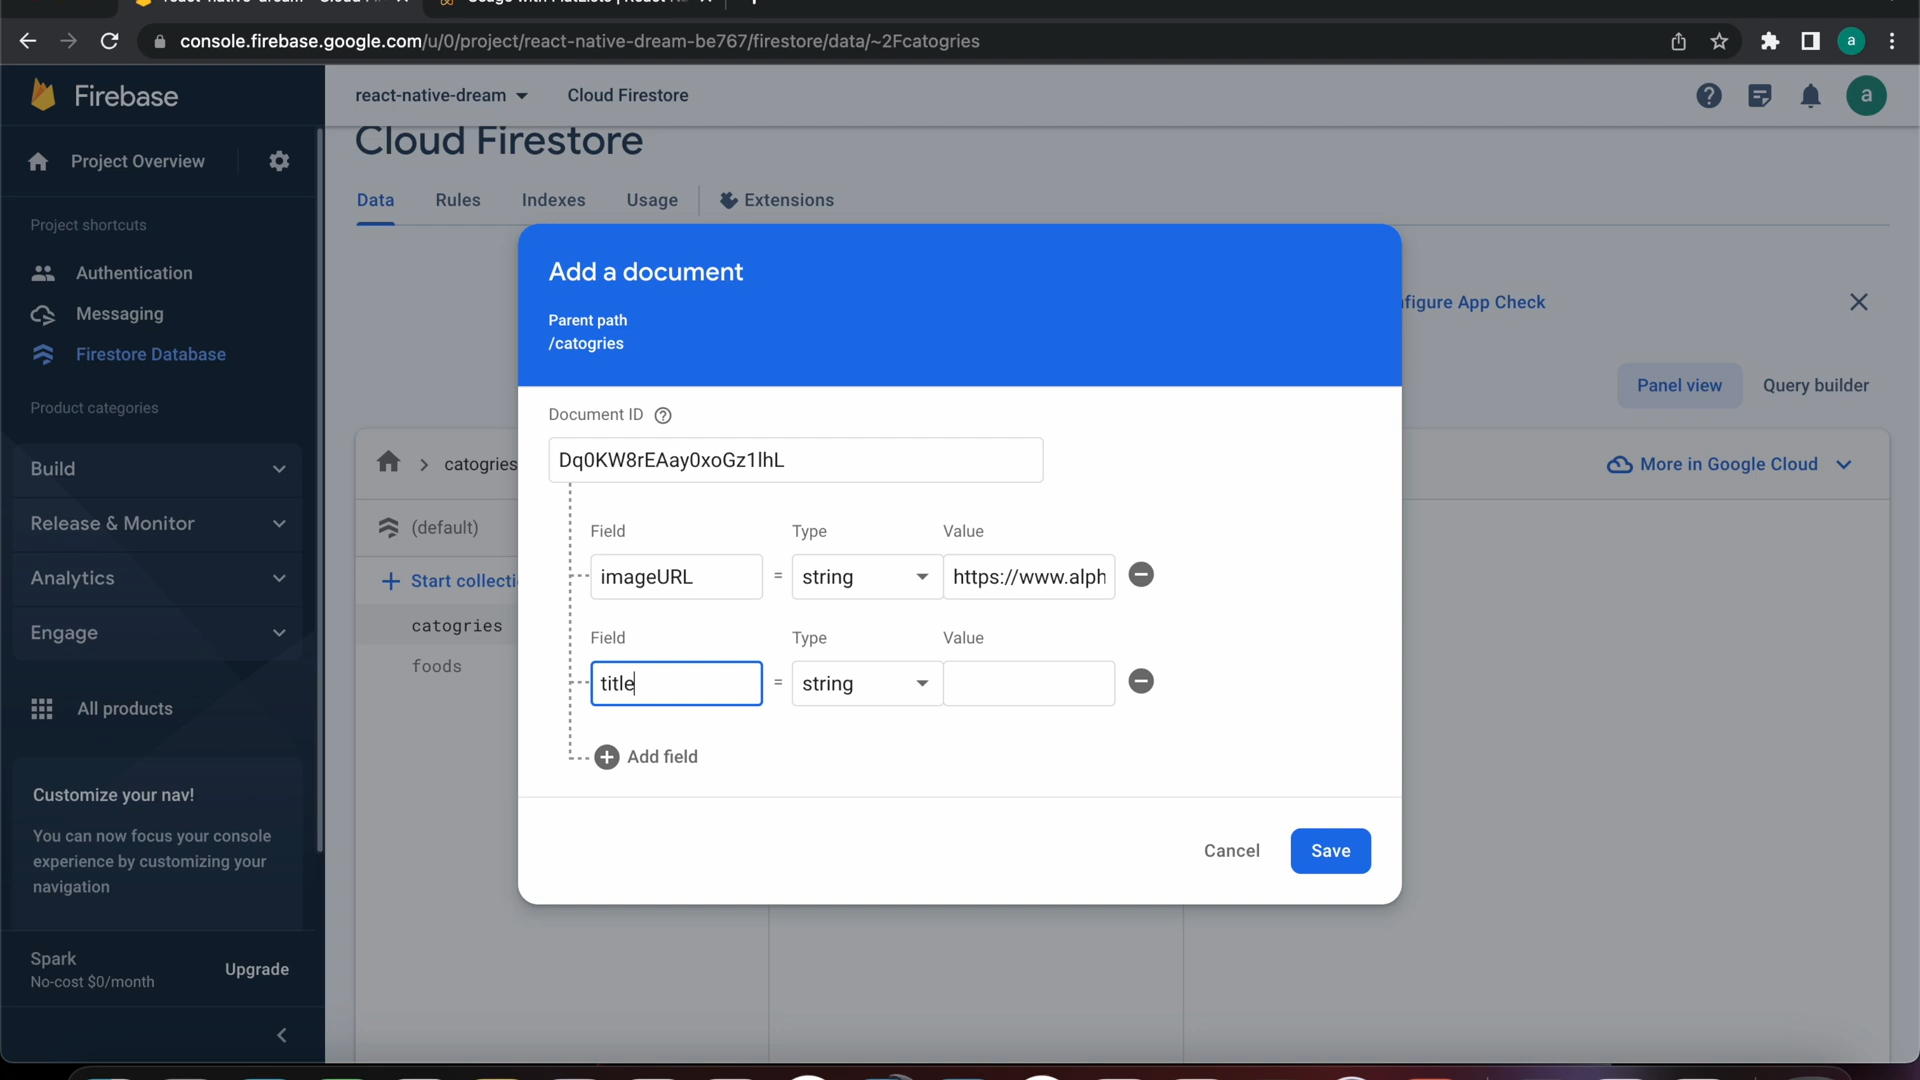 console.firebase.google.com/u/0/project/react-native-dream-be767/firestore/data/~2Fcatogries
a
Firebase
react-native-dream
Cloud Firestore
a
Cloud Firestore
Project Overview
Data
Rules
Indexes
Usage
Extensions
Project shortcuts
Authentication
Messaging
Firestore Database
Product categories
Build
Release & Monitor
Analytics
Engage
All products
Customize your nav!
You can now focus your console
experience by customizing your
navigation
Spark
No-cost $0/month
Upgrade
figure App Check
Panel view
Query builder
catogries
More in Google Cloud
(default)
Start collecti
catogries
foods
Add a document
Parent path
/catogries
Document ID
Dq0KW8rEAay0xoGz1lhL
Field
Type
Value
imageURL
=
string
https://www.alph
Field
Type
Value
title
=
string
Add field
Cancel
Save